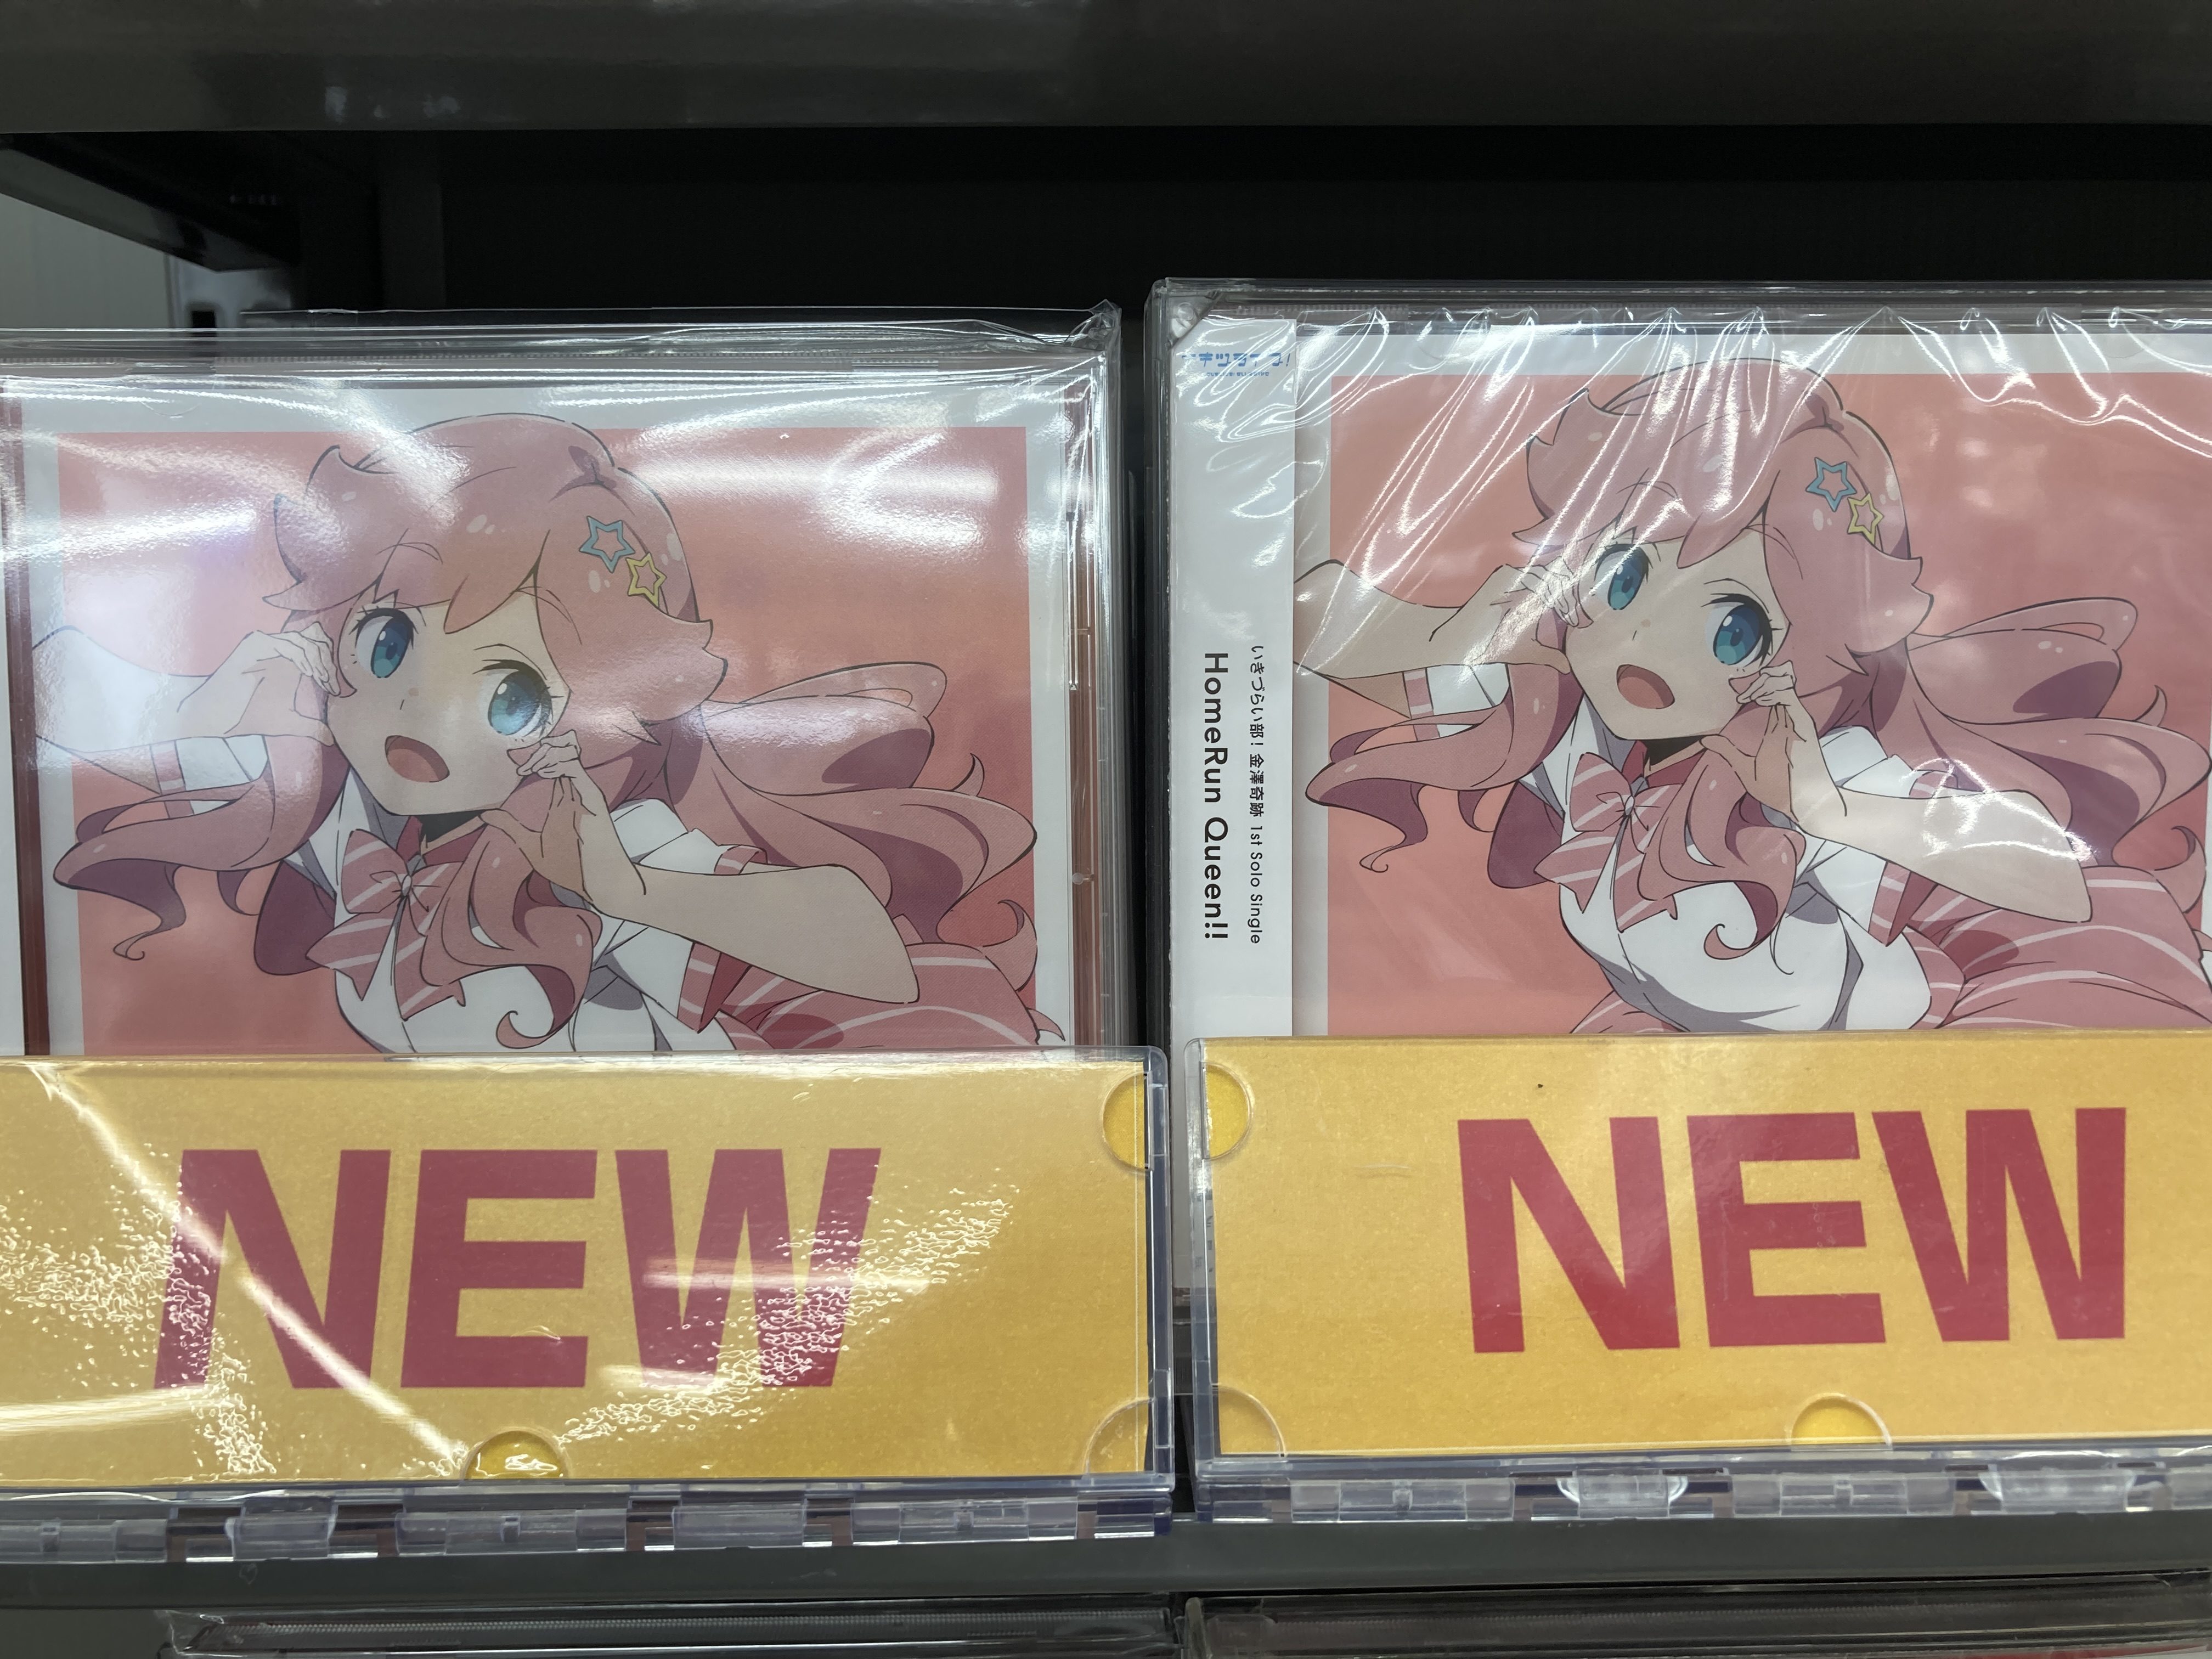 いきづらい部！ 金澤奇跡 1st Solo Single
HomeRun Queen!!
NEW
NEW